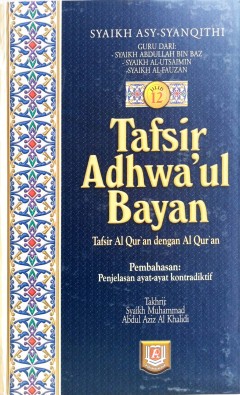 SYAIKH ASY-SYANQITHI
GURU DARI:
- SYAIKH ABDULLAH BIN BAZ
- SYAIKH AL-UTSAIMIN
-SYAIKH AL-FAUZAN
JILID 12
Tafsir
Adhwa'ul
Bayan
Tafsir Al Qur'an dengan Al Qur'an
Pembahasan:
Penjelasan ayat-ayat kontradiktif
Takhrij
Syaikh Muhammad
Abdul Aziz Al Khalidi